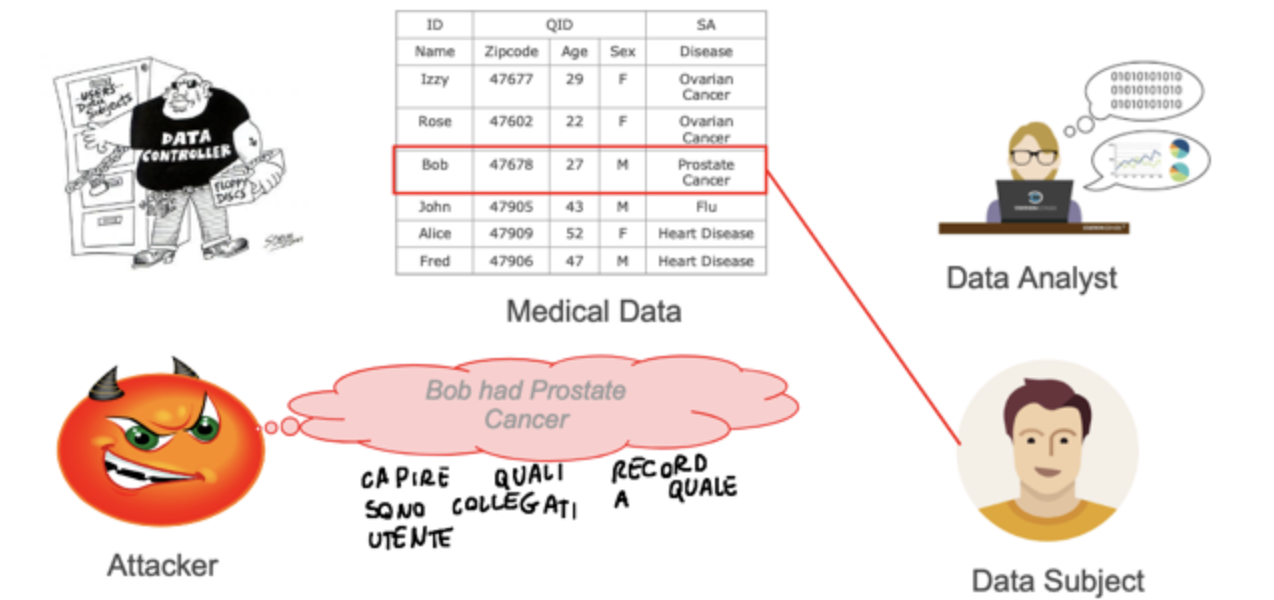 USERS
Data
Subjects
DATA
CONTROLLER
FLOPPY
DISCS
ID QID SA
Name Zipcode Age Sex Disease
Izzy 47677 29 F Ovarian
Cancer
Rose 47602 22 F Ovarian
Cancer
Bob 47678 27 M Prostate
Cancer
John 47905 43 M Flu
Alice 47909 52 F Heart Disease
Fred 47906 47 M Heart Disease
Medical Data
01010101010
01010101010
01010101010
Data Analyst
Bob had Prostate
Cancer
CAPIRE QUALI RECORD
SONO COLLEGATI A QUALE
UTENTE
Attacker
Data Subject